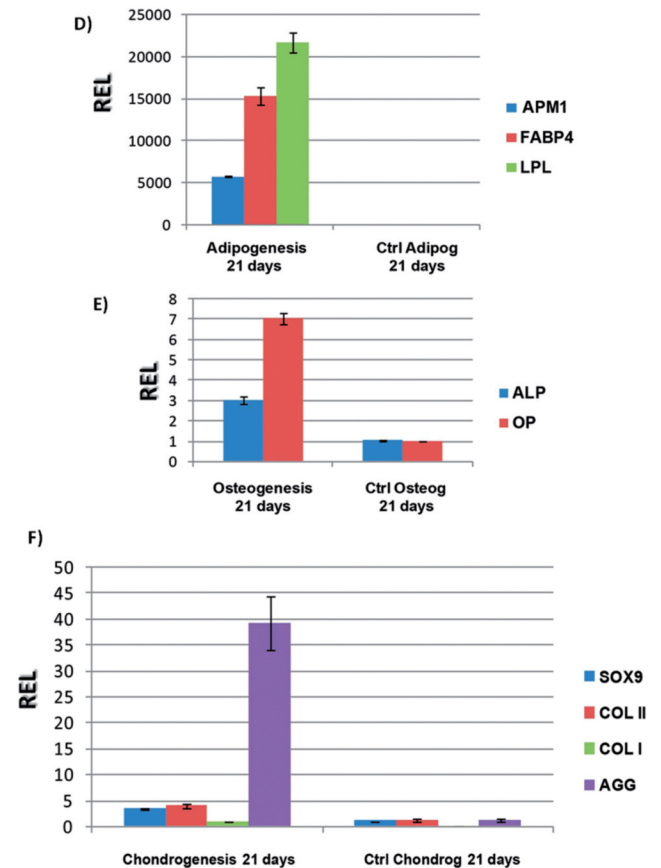 D)
25000
20000
15000
10000
5000
0
REL
Adipogenesis
21 days
Ctrl Adipog
21 days
APM1
FABP4
LPL
E)
8
7
6
5
4
3
2
1
0
REL
Osteogenesis
21 days
Ctrl Osteog
21 days
ALP
OP
F)
50
45
40
35
30
25
20
15
10
5
0
REL
Chondrogenesis 21 days
Ctrl Chondrog 21 days
SOX9
COL II
COL I
AGG